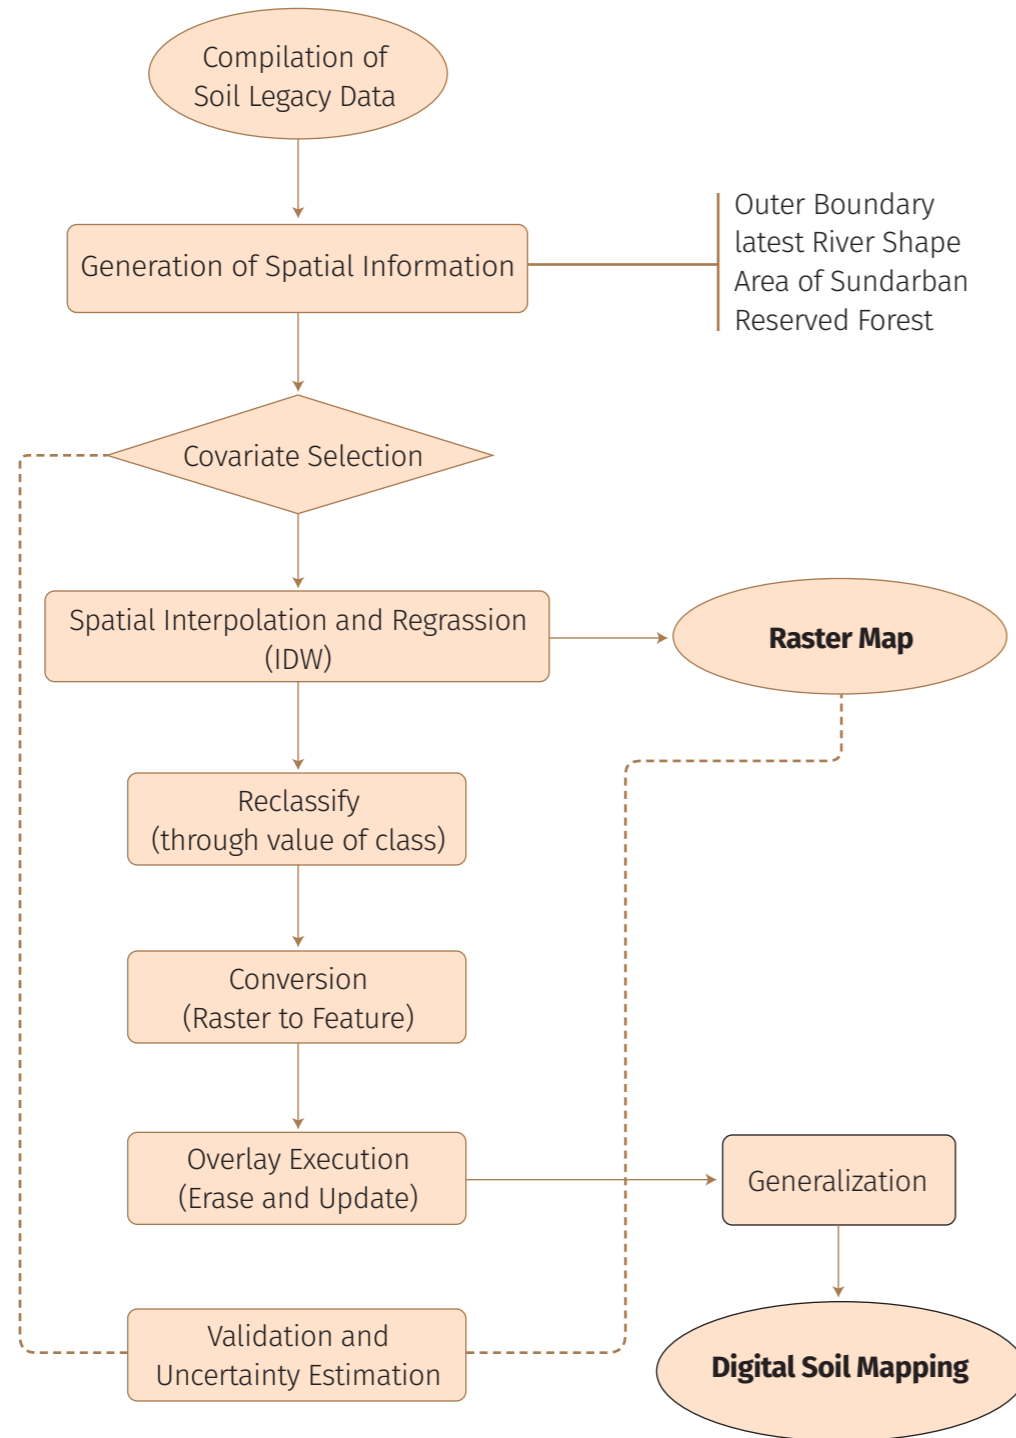 Compilation of
Soil Legacy Data
Generation of Spatial Information
Outer Boundary
latest River Shape
Area of Sundarban
Reserved Forest
Covariate Selection
Spatial Interpolation and Regrassion
(IDW)
Raster Map
Reclassify
(through value of class)
Conversion
(Raster to Feature)
Overlay Execution
(Erase and Update)
Generalization
Validation and
Uncertainty Estimation
Digital Soil Mapping